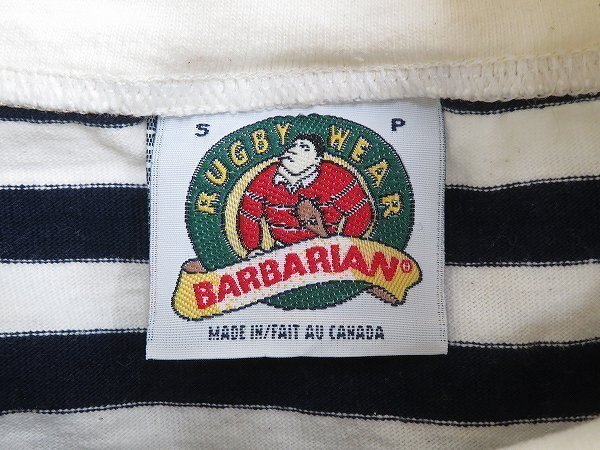 S P
RUGBY WEAR
BARBARIAN®
MADE IN/FAIT AU CANADA